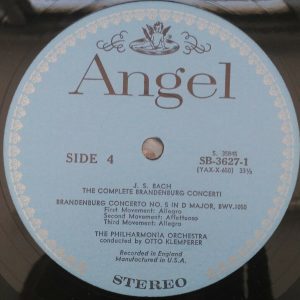 Angel
SIDE 4
S. 35845
SB-3627-1
(YAX-X-650) 33⅓
J. S. BACH
THE COMPLETE BRANDENBURG CONCERTI
BRANDENBURG CONCERTO NO. 5 IN D MAJOR, BWV.1050
First Movement: Allegro
Second Movement: Affettuoso
Third Movement: Allegro
THE PHILHARMONIA ORCHESTRA
conducted by OTTO KLEMPERER
Recorded in England
Manufactured in U.S.A.
STEREO